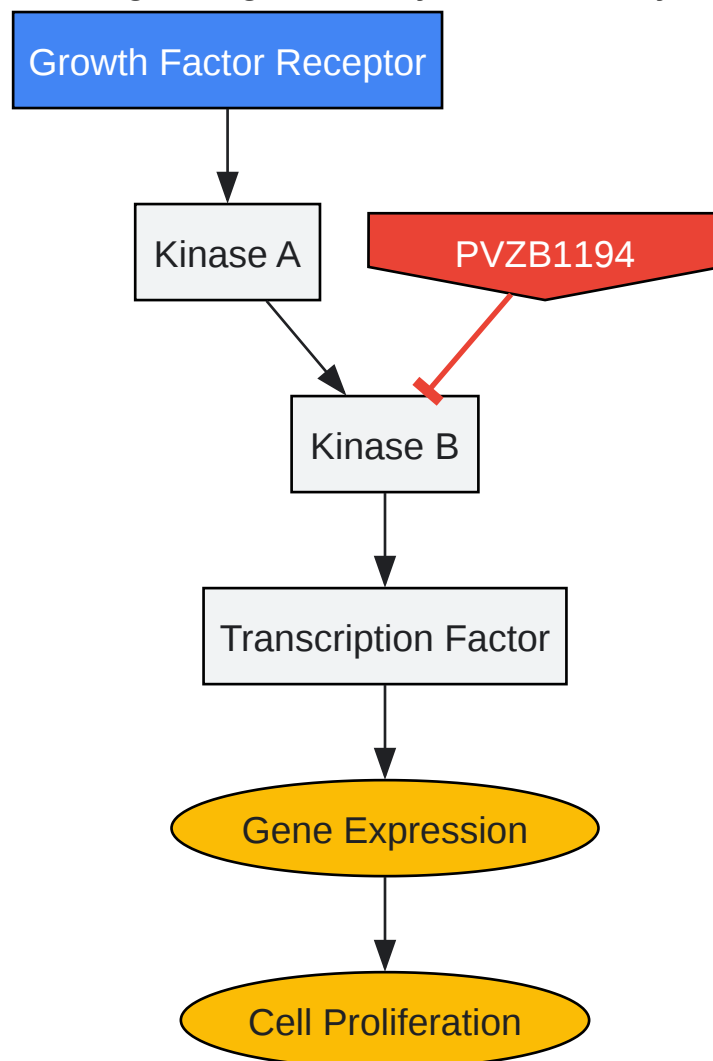 Growth Factor Receptor
Kinase A
PVZB1194
Kinase B
Transcription Factor
Gene Expression
Cell Proliferation